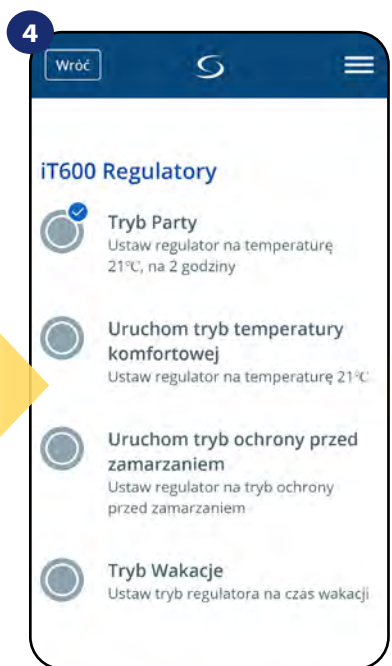 4
Wróć
iT600 Regulatory
Tryb Party
Ustaw regulator na temperaturę
21°C, na 2 godziny
Uruchom tryb temperatury
komfortowej
Ustaw regulator na temperaturę 21°C
Uruchom tryb ochrony przed
zamarzaniem
Ustaw regulator na tryb ochrony
przed zamarzaniem
Tryb Wakacje
Ustaw tryb regulatora na czas wakacji